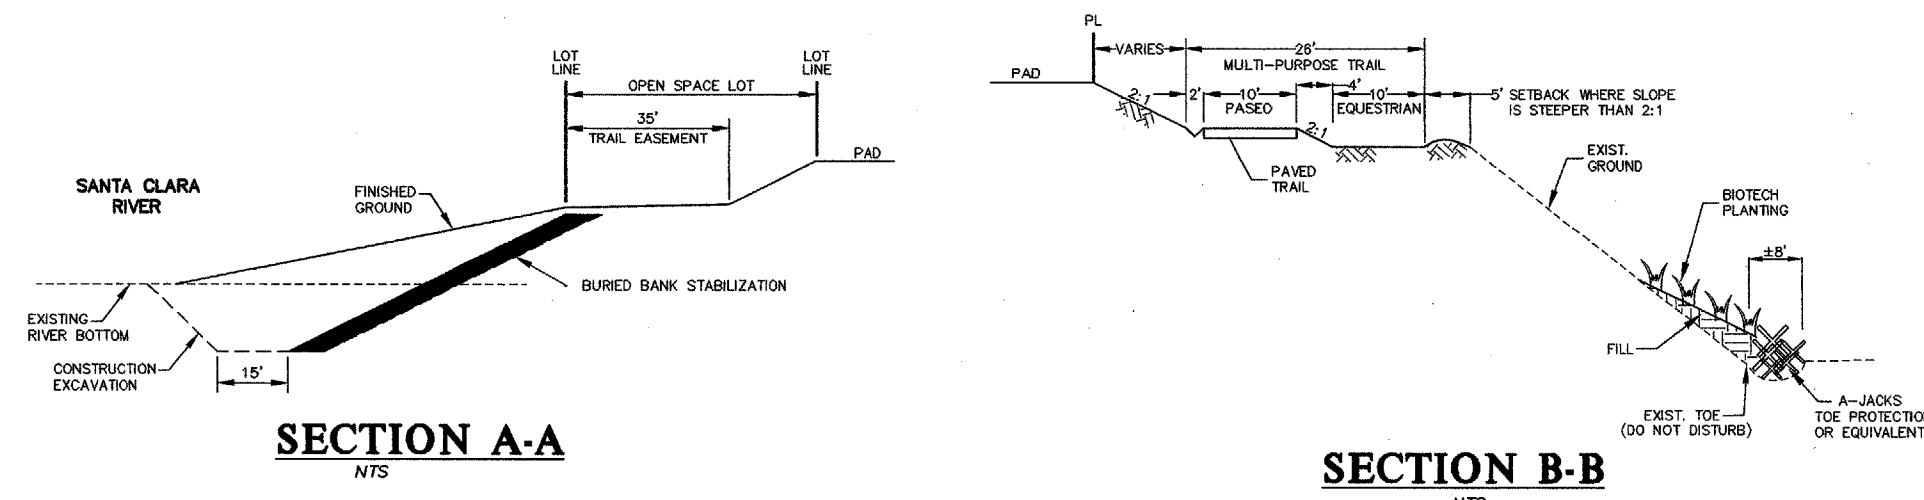 LOT
LINE
LOT
LINE
OPEN SPACE LOT
35'
TRAIL EASEMENT
PAD
SANTA CLARA
RIVER
FINISHED
GROUND
BURIED BANK STABILIZATION
EXISTING
RIVER BOTTOM
CONSTRUCTION
EXCAVATION
15'
SECTION A-A
NTS
PL
VARIES
26'
MULTI-PURPOSE TRAIL
PAD
2:1
2'
10'
PASEO
4'
10'
EQUESTRIAN
5' SETBACK WHERE SLOPE
IS STEEPER THAN 2:1
2:1
PAVED
TRAIL
EXIST.
GROUND
BIOTECH
PLANTING
±8'
FILL
EXIST. TOE
(DO NOT DISTURB)
A-JACKS
TOE PROTECTIO
OR EQUIVALENT
SECTION B-B
NTS